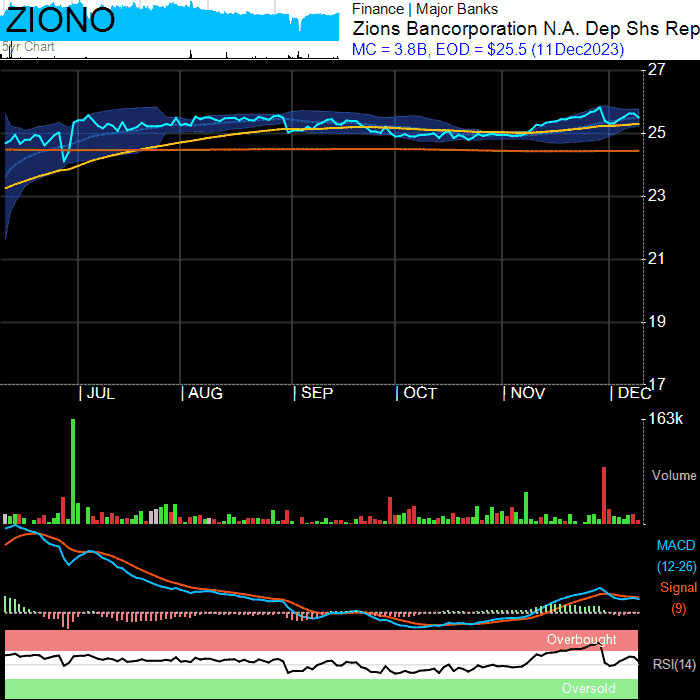 ZIONO
5yr Chart
Finance | Major Banks
Zions Bancorporation N.A. Dep Shs Rep
MC = 3.8B, EOD = $25.5 (11Dec2023)
27
25
23
21
19
17
| JUL | AUG | SEP | OCT | NOV | DEC
163k
Volume
MACD
(12-26)
Signal
(9)
Overbought
RSI(14)
Oversold